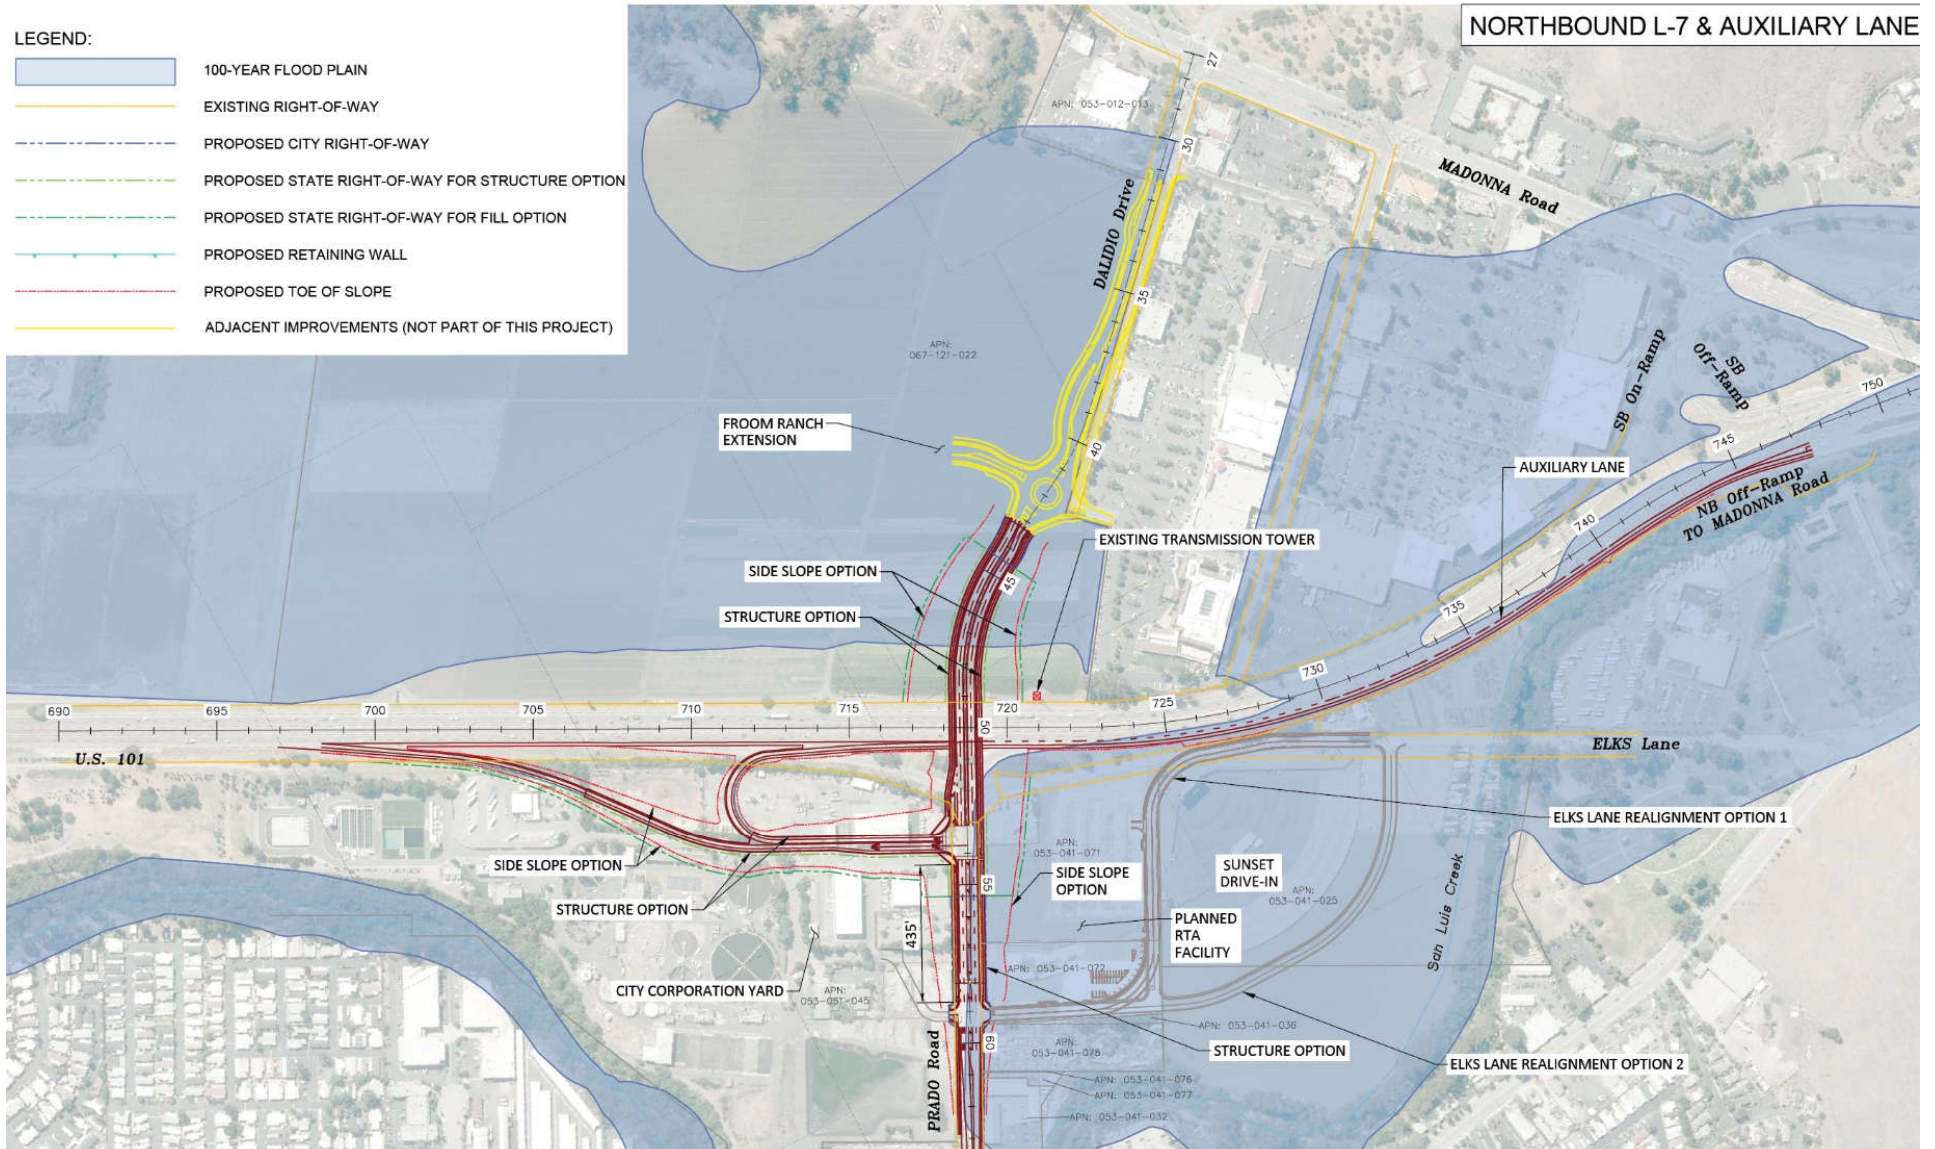 NORTHBOUND L-7 & AUXILIARY LANE
LEGEND:
100-YEAR FLOOD PLAIN
EXISTING RIGHT-OF-WAY
PROPOSED CITY RIGHT-OF-WAY
PROPOSED STATE RIGHT-OF-WAY FOR STRUCTURE OPTION
PROPOSED STATE RIGHT-OF-WAY FOR FILL OPTION
PROPOSED RETAINING WALL
PROPOSED TOE OF SLOPE
ADJACENT IMPROVEMENTS (NOT PART OF THIS PROJECT)
27
APN: 053-012-013
30
MADONNA Road
DALIDIO Drive
35
APN:
067-121-022
SB On-Ramp
SB
Off-Ramp
750
745
740
735
730
FROOM RANCH
EXTENSION
40
AUXILIARY LANE
NB Off-Ramp
TO MADONNA Road
EXISTING TRANSMISSION TOWER
SIDE SLOPE OPTION
45
STRUCTURE OPTION
690
695
700
705
710
715
720
725
50
U.S. 101
ELKS Lane
ELKS LANE REALIGNMENT OPTION 1
APN:
053-041-071
SIDE SLOPE OPTION
SIDE SLOPE
OPTION
SUNSET
DRIVE-IN
APN:
053-041-025
55
STRUCTURE OPTION
435'
PLANNED
RTA
FACILITY
San Luis Creek
APN: 053-041-072
CITY CORPORATION YARD
APN:
053-051-045
APN: 053-041-036
PRADO Road
60
APN:
053-041-078
STRUCTURE OPTION
ELKS LANE REALIGNMENT OPTION 2
APN: 053-041-076
APN: 053-041-077
APN: 053-041-032